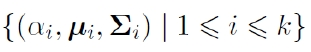 {(αᵢ, μᵢ, Σᵢ) | 1 ⩽ i ⩽ k}